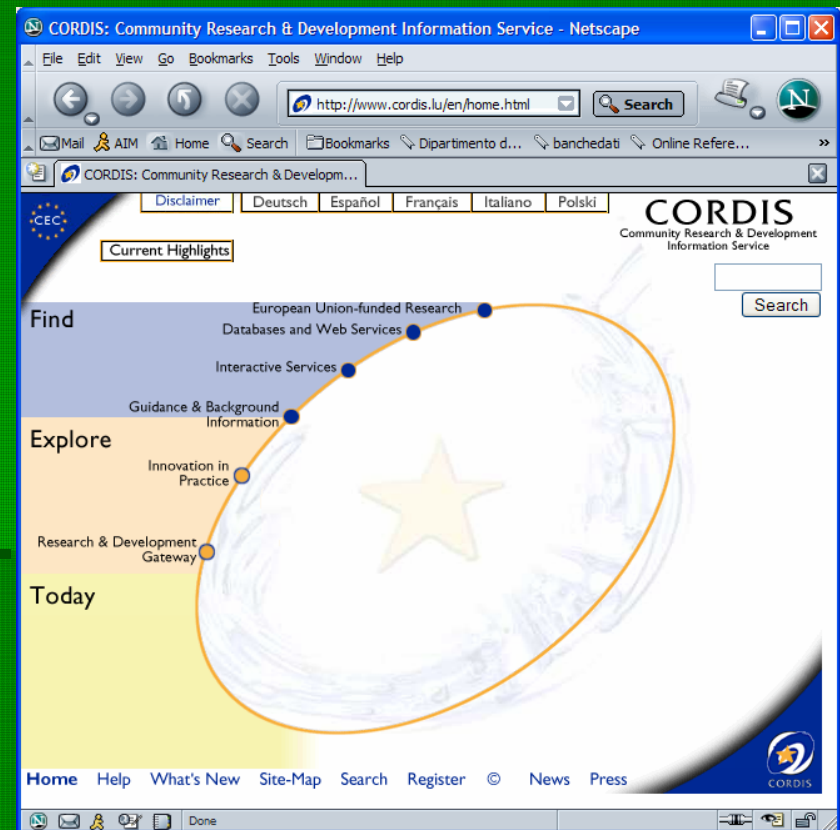 CORDIS: Community Research & Development Information Service - Netscape
File Edit View Go Bookmarks Tools Window Help
http://www.cordis.lu/en/home.html Search N
Mail AIM Home Search Bookmarks Dipartimento d... banchedati Online Refere... »
CORDIS: Community Research & Developm...
CEC
Disclaimer Deutsch Español Français Italiano Polski
CORDIS
Community Research & Development
Information Service
Current Highlights
Search
Find
European Union-funded Research
Databases and Web Services
Interactive Services
Guidance & Background
Information
Explore
Innovation in
Practice
Research & Development
Gateway
Today
CORDIS
Home Help What's New Site-Map Search Register © News Press
Done